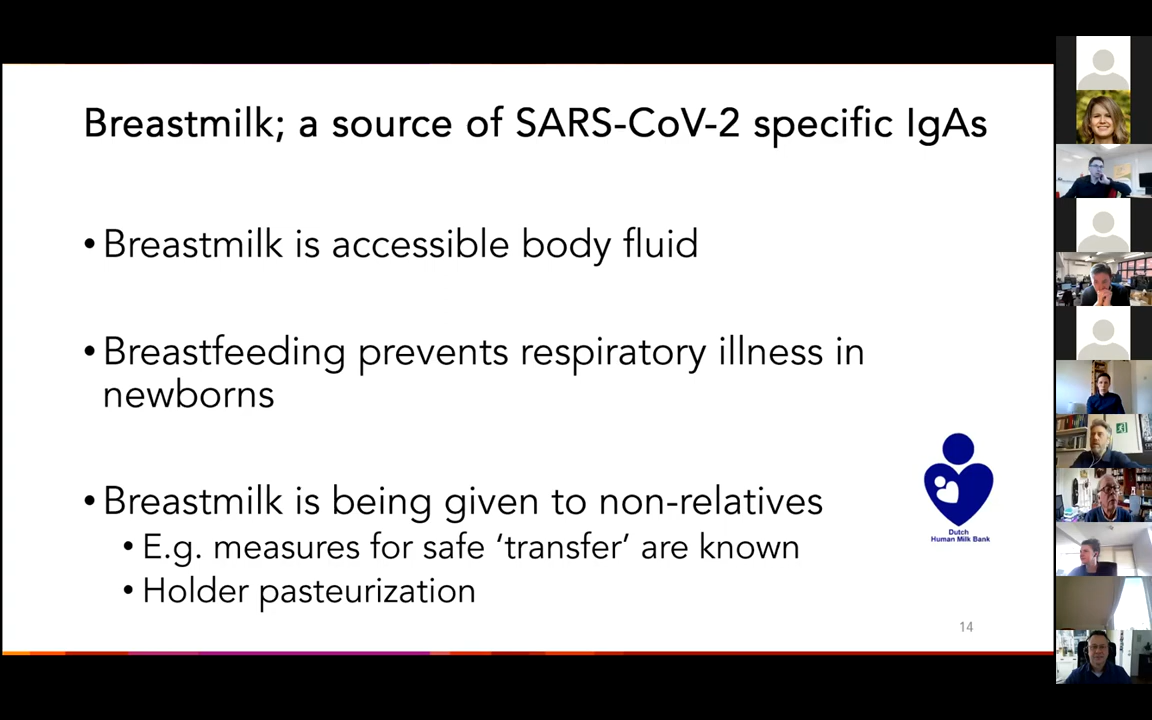 Breastmilk; a source of SARS-CoV-2 specific IgAs
• Breastmilk is accessible body fluid
• Breastfeeding prevents respiratory illness in
newborns
• Breastmilk is being given to non-relatives
• E.g. measures for safe ‘transfer’ are known
• Holder pasteurization
Dutch
Human Milk Bank
14